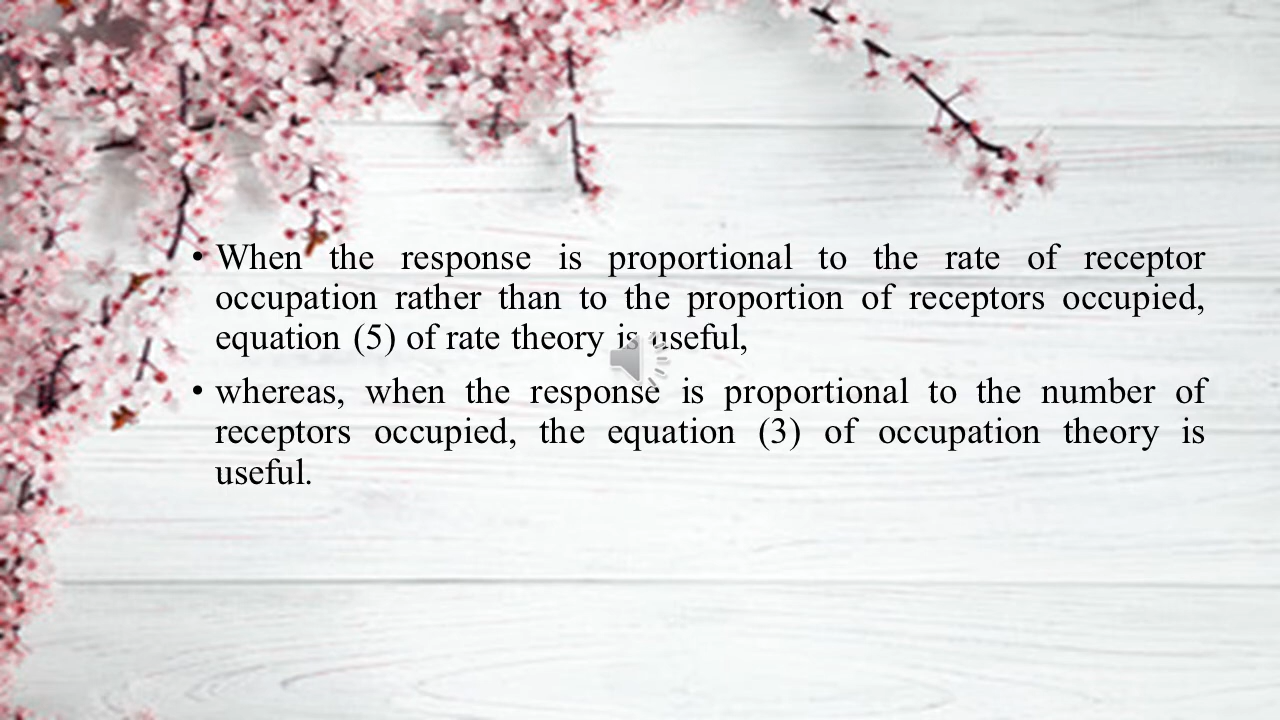 • When the response is proportional to the rate of receptor
occupation rather than to the proportion of receptors occupied,
equation (5) of rate theory is useful,
• whereas, when the response is proportional to the number of
receptors occupied, the equation (3) of occupation theory is
useful.